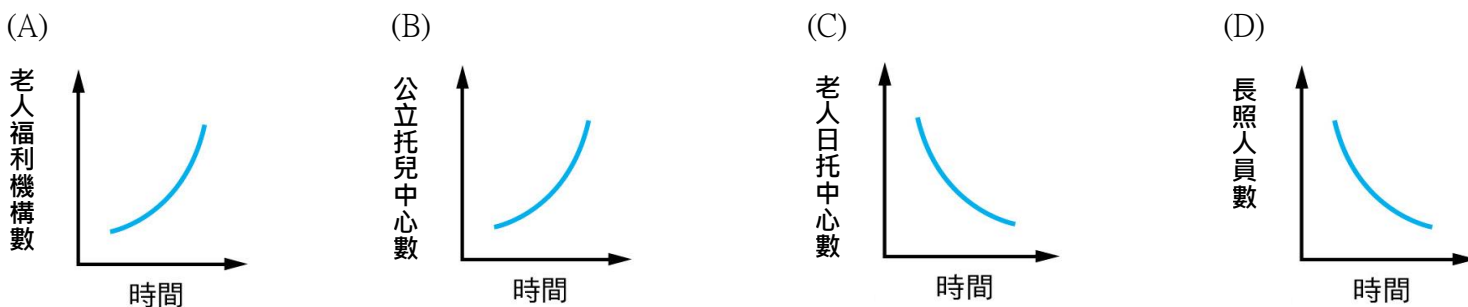 (A)
(B)
(C)
(D)
老人福利機構數
時間
公立托兒中心數
時間
老人日托中心數
時間
長照人員數
時間